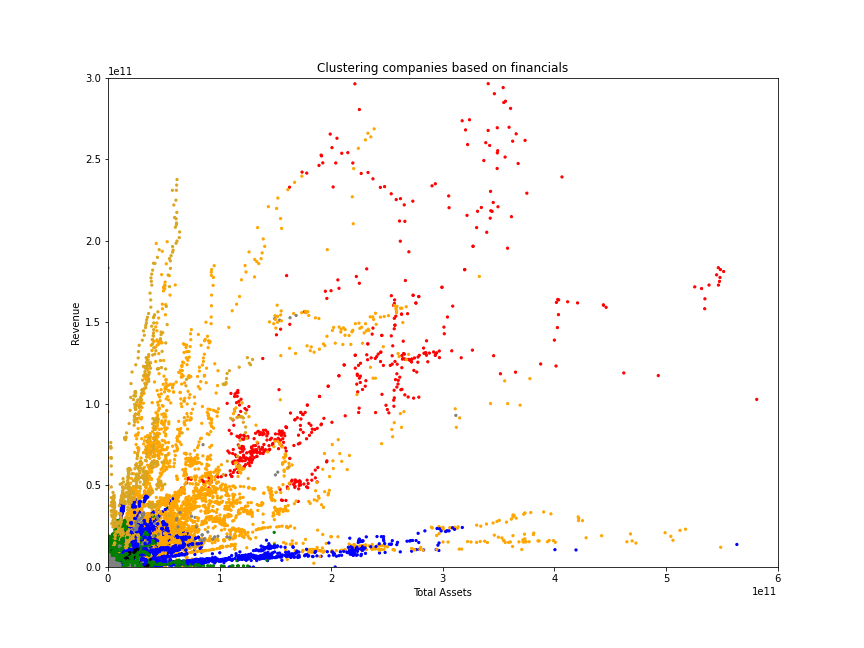 Clustering companies based on financials
1e11
3.0
2.5
2.0
1.5
1.0
0.5
0.0
Revenue
0 1 2 3 4 5 6
Total Assets
1e11